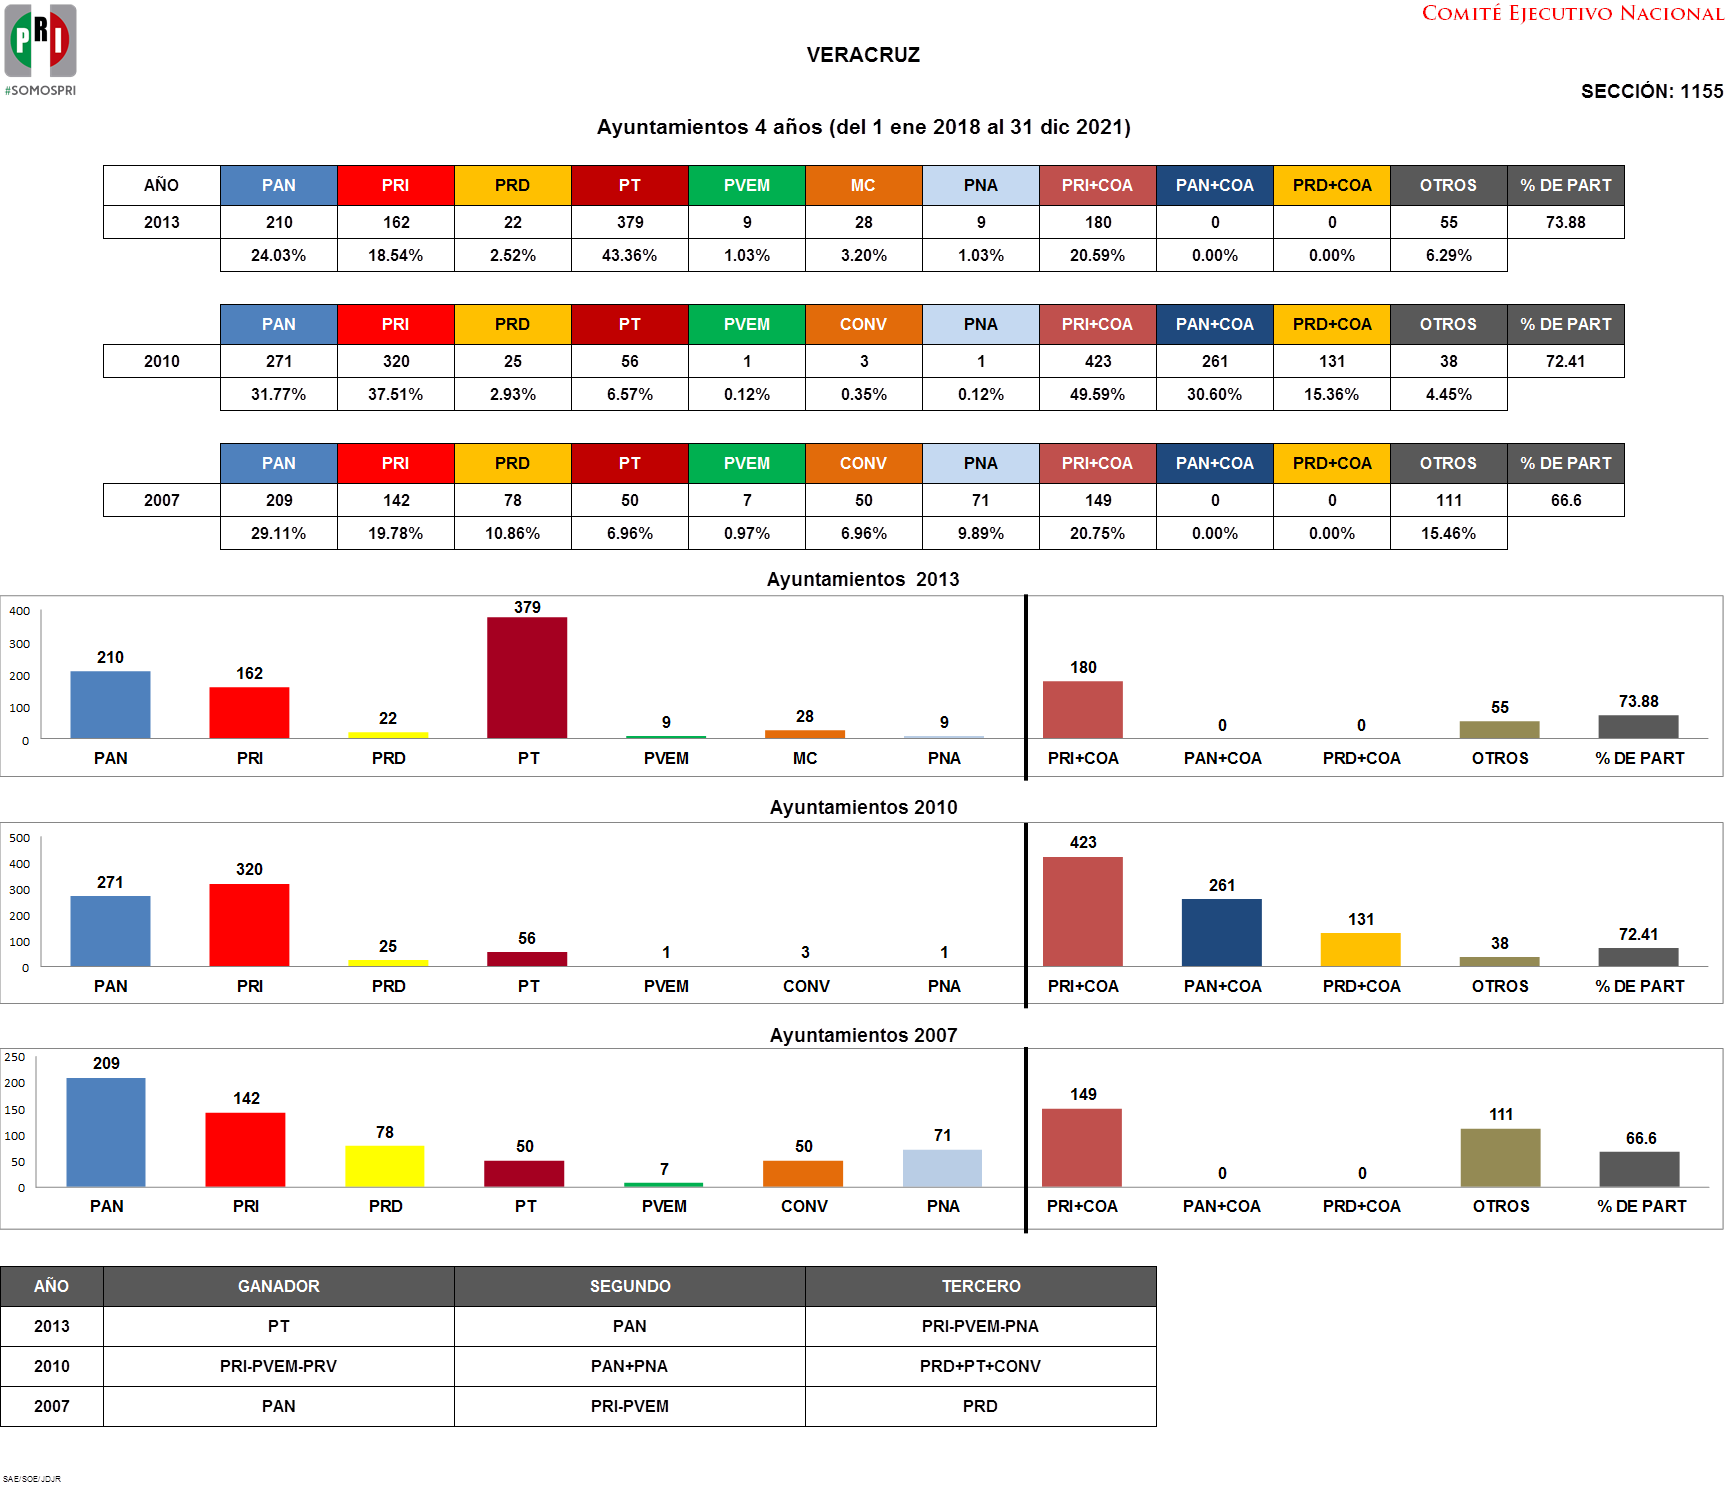 COMITÉ EJECUTIVO NACIONAL
PRI
#SOMOSPRI
VERACRUZ
SECCIÓN: 1155
Ayuntamientos 4 años (del 1 ene 2018 al 31 dic 2021)
AÑO PAN PRI PRD PT PVEM MC PNA PRI+COA PAN+COA PRD+COA OTROS % DE PART
2013 210 162 22 379 9 28 9 180 0 0 55 73.88
24.03% 18.54% 2.52% 43.36% 1.03% 3.20% 1.03% 20.59% 0.00% 0.00% 6.29%
PAN PRI PRD PT PVEM CONV PNA PRI+COA PAN+COA PRD+COA OTROS % DE PART
2010 271 320 25 56 1 3 1 423 261 131 38 72.41
31.77% 37.51% 2.93% 6.57% 0.12% 0.35% 0.12% 49.59% 30.60% 15.36% 4.45%
PAN PRI PRD PT PVEM CONV PNA PRI+COA PAN+COA PRD+COA OTROS % DE PART
2007 209 142 78 50 7 50 71 149 0 0 111 66.6
29.11% 19.78% 10.86% 6.96% 0.97% 6.96% 9.89% 20.75% 0.00% 0.00% 15.46%
Ayuntamientos 2013
400
300
200
100
0
210 162 22 379 9 28 9 180 0 0 55 73.88
PAN PRI PRD PT PVEM MC PNA PRI+COA PAN+COA PRD+COA OTROS % DE PART
Ayuntamientos 2010
500
400
300
200
100
0
271 320 25 56 1 3 1 423 261 131 38 72.41
PAN PRI PRD PT PVEM CONV PNA PRI+COA PAN+COA PRD+COA OTROS % DE PART
Ayuntamientos 2007
250
200
150
100
50
0
209 142 78 50 7 50 71 149 0 0 111 66.6
PAN PRI PRD PT PVEM CONV PNA PRI+COA PAN+COA PRD+COA OTROS % DE PART
AÑO GANADOR SEGUNDO TERCERO
2013 PT PAN PRI-PVEM-PNA
2010 PRI-PVEM-PRV PAN+PNA PRD+PT+CONV
2007 PAN PRI-PVEM PRD
SAE/SOE/JDJR